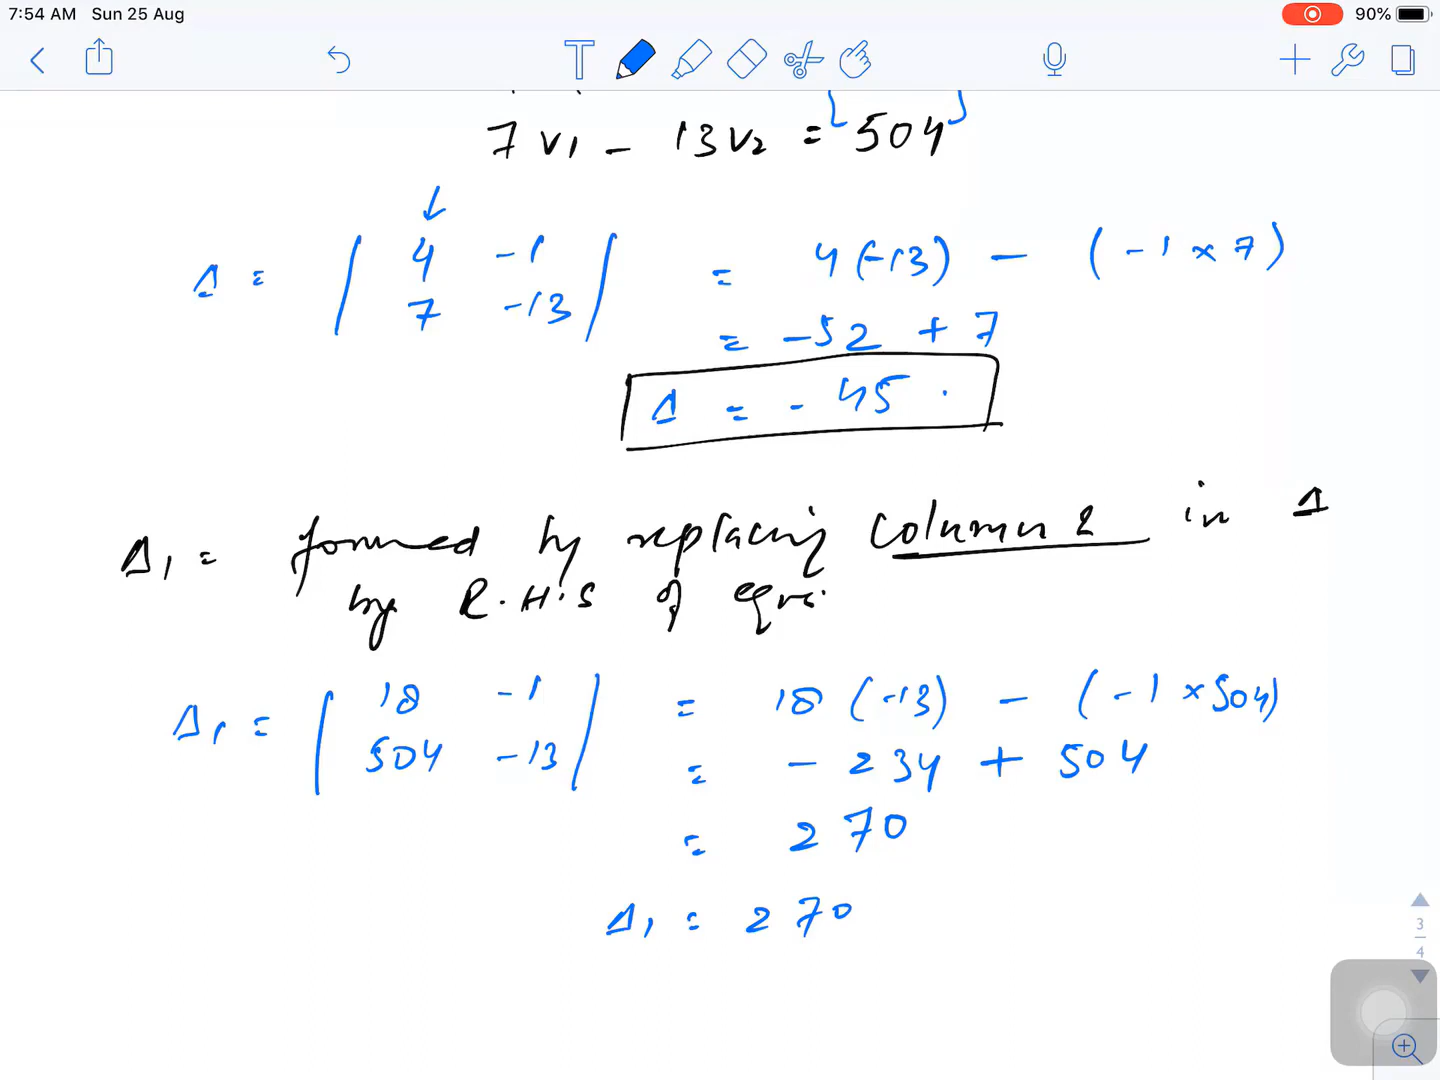 7:54 AM Sun 25 Aug 90%
7 V1 - 13 V2 = 504
Δ = | 4 -1 | = 4(-13) - (-1 × 7)
| 7 -13 | = -52 + 7
Δ = - 45 .
Δ1 = formed by replacing column 2 in Δ
by R.H.S of eqns.
Δ1 = | 18 -1 | = 18 (-13) - (-1 × 504)
| 504 -13 | = - 234 + 504
= 270
Δ1 = 270
3
4